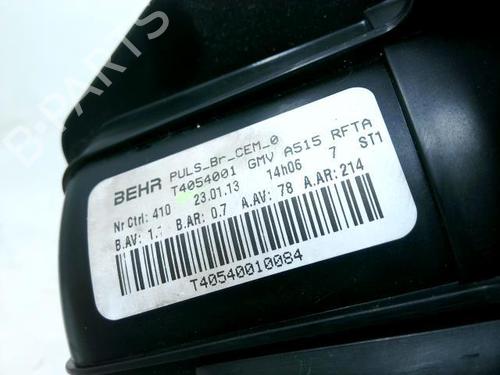 B-PARTS
BEHR PULS_Br_CEM_0
T4054001 GMV A515 RFTA
Nr Ctrl: 410 23.01.13 14h06 7 ST1
B.AV: 1.1 B.AR: 0.7 A.AV: 78 A.AR: 214
T40540010084